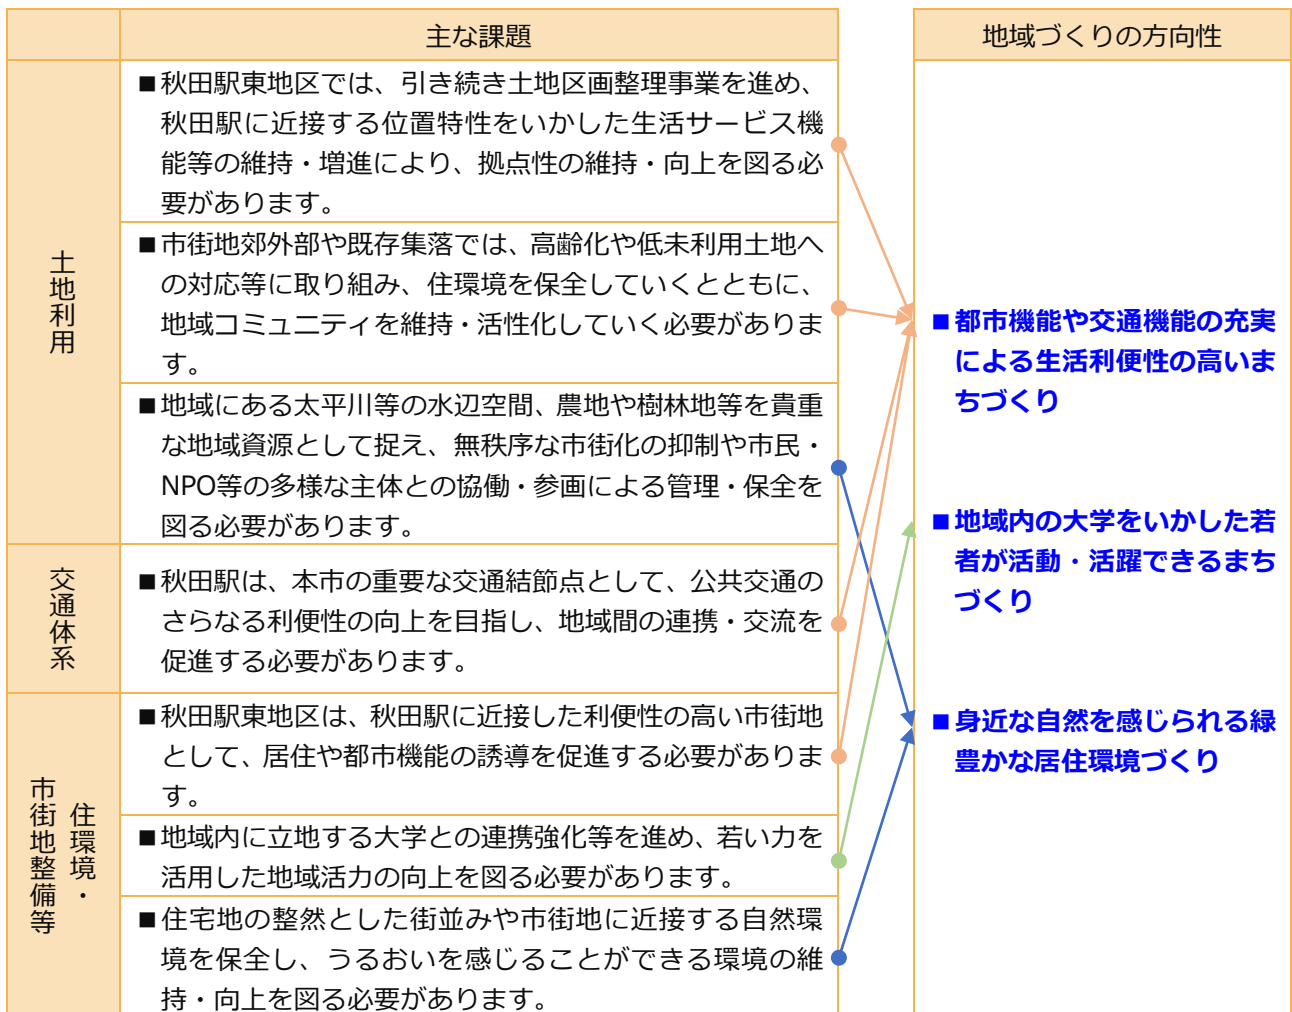 主な課題
土地利用
■秋田駅東地区では、引き続き土地区画整理事業を進め、
秋田駅に近接する位置特性をいかした生活サービス機
能等の維持・増進により、拠点性の維持・向上を図る必
要があります。
■市街地郊外部や既存集落では、高齢化や低未利用土地へ
の対応等に取り組み、住環境を保全していくとともに、
地域コミュニティを維持・活性化していく必要がありま
す。
■地域にある太平川等の水辺空間、農地や樹林地等を貴重
な地域資源として捉え、無秩序な市街化の抑制や市民・
NPO等の多様な主体との協働・参画による管理・保全を
図る必要があります。
交通体系
■秋田駅は、本市の重要な交通結節点として、公共交通の
さらなる利便性の向上を目指し、地域間の連携・交流を
促進する必要があります。
住環境・
市街地整備等
■秋田駅東地区は、秋田駅に近接した利便性の高い市街地
として、居住や都市機能の誘導を促進する必要がありま
す。
■地域内に立地する大学との連携強化等を進め、若い力を
活用した地域活力の向上を図る必要があります。
■住宅地の整然とした街並みや市街地に近接する自然環
境を保全し、うるおいを感じることができる環境の維
持・向上を図る必要があります。
地域づくりの方向性
■都市機能や交通機能の充実
による生活利便性の高いま
ちづくり
■地域内の大学をいかした若
者が活動・活躍できるまち
づくり
■身近な自然を感じられる緑
豊かな居住環境づくり